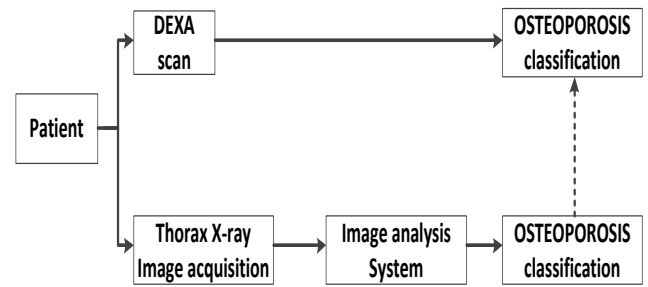 DEXA
scan
OSTEOPOROSIS
classification
Patient
Thorax X-ray
Image acquisition
Image analysis
System
OSTEOPOROSIS
classification